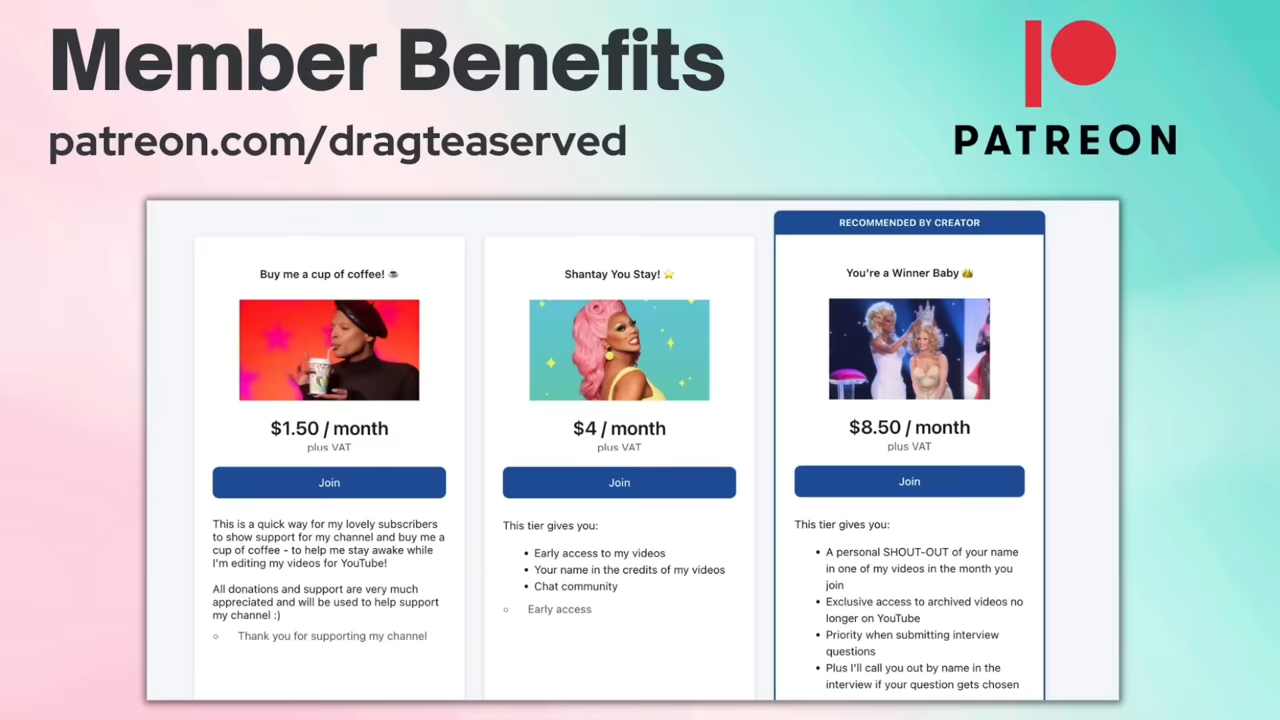 Member Benefits
patreon.com/dragteaserved
PATREON
Buy me a cup of coffee!
$1.50 / month
plus VAT
Join
This is a quick way for my lovely subscribers
to show support for my channel and buy me a
cup of coffee - to help me stay awake while
I'm editing my videos for YouTube!
All donations and support are very much
appreciated and will be used to help support
my channel :)
Thank you for supporting my channel
Shantay You Stay!
$4 / month
plus VAT
Join
This tier gives you:
Early access to my videos
Your name in the credits of my videos
Chat community
Early access
RECOMMENDED BY CREATOR
You're a Winner Baby
$8.50 / month
plus VAT
Join
This tier gives you:
A personal SHOUT-OUT of your name
in one of my videos in the month you
join
Exclusive access to archived videos no
longer on YouTube
Priority when submitting interview
questions
Plus I'll call you out by name in the
interview if your question gets chosen